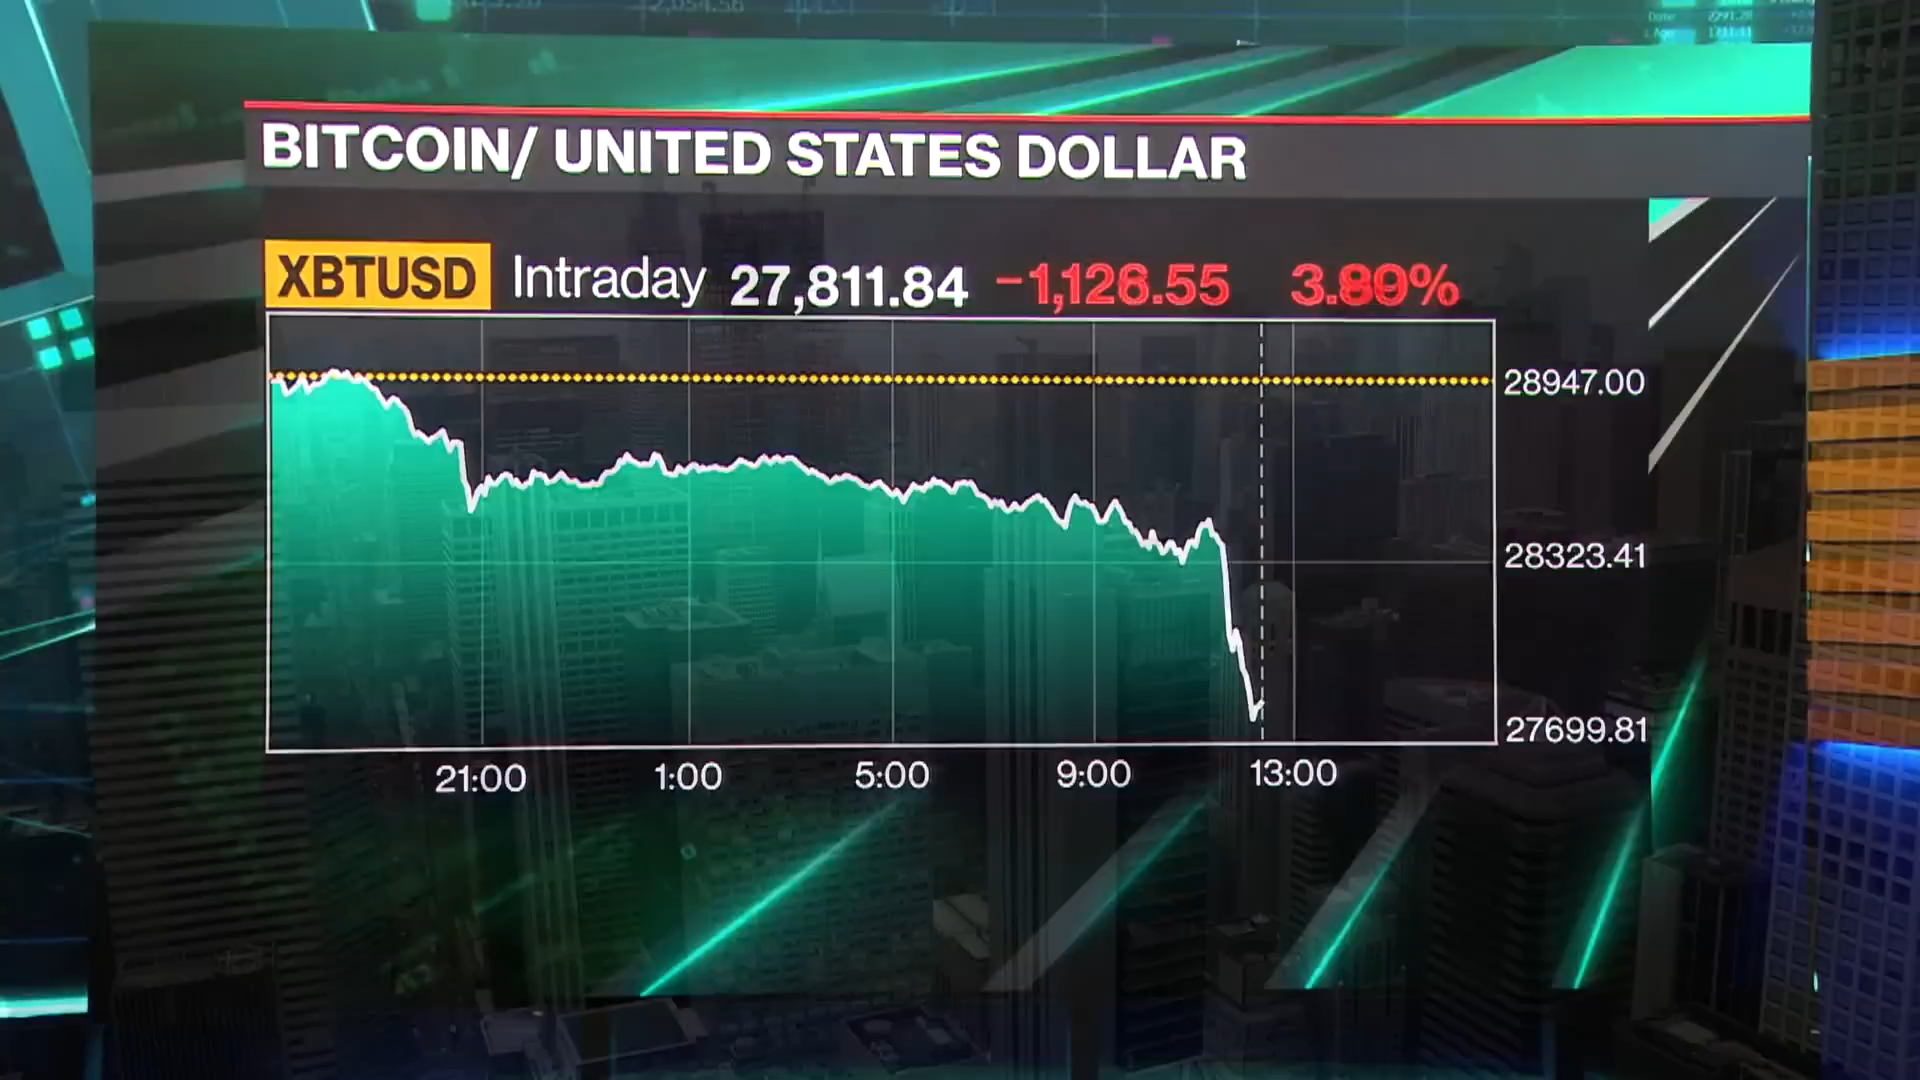 BITCOIN/ UNITED STATES DOLLAR
XBTUSD Intraday 27,811.84 -1,126.55 3.89%
28947.00
28323.41
27699.81
21:00 1:00 5:00 9:00 13:00